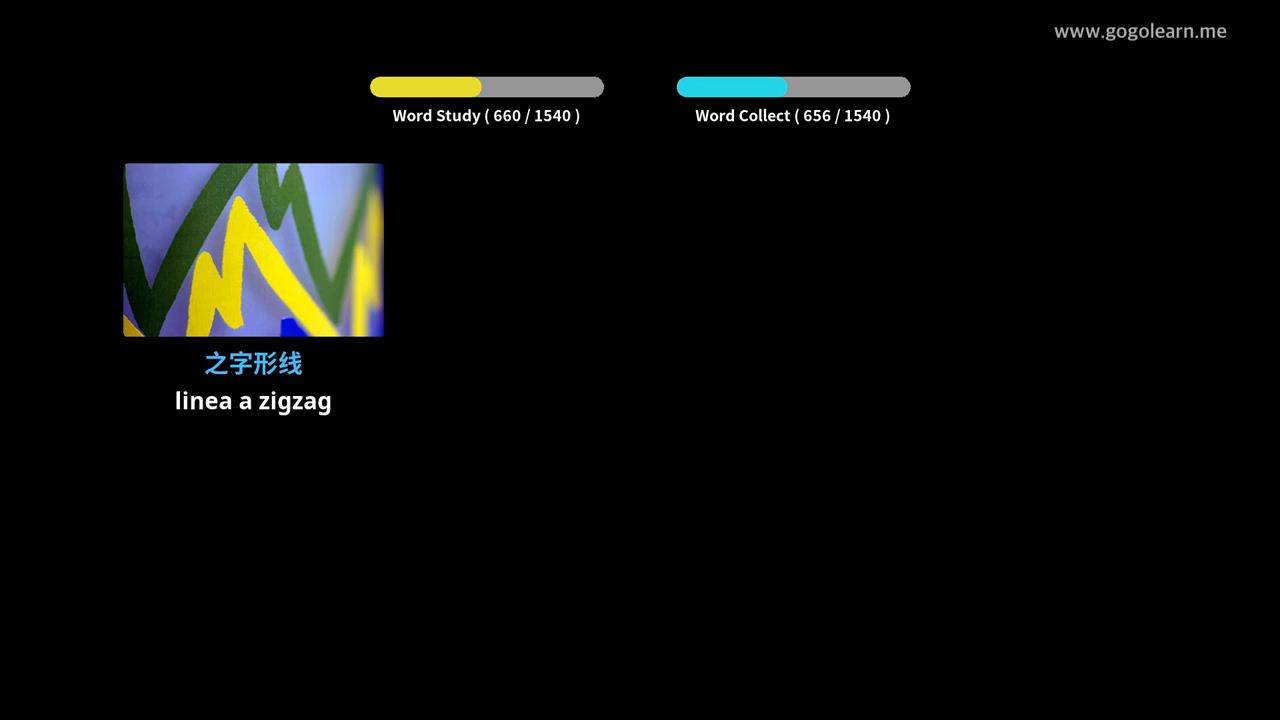 www.gogolearn.me
Word Study ( 660 / 1540 )
Word Collect ( 656 / 1540 )
之字形线
linea a zigzag